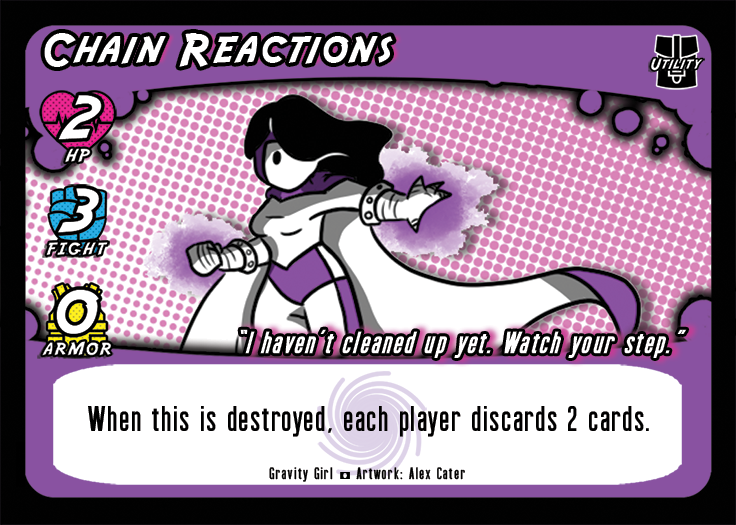 Chain Reactions
Utility
2
HP
3
Fight
0
Armor
"I haven't cleaned up yet. Watch your step."
When this is destroyed, each player discards 2 cards.
Gravity Girl Artwork: Alex Cater